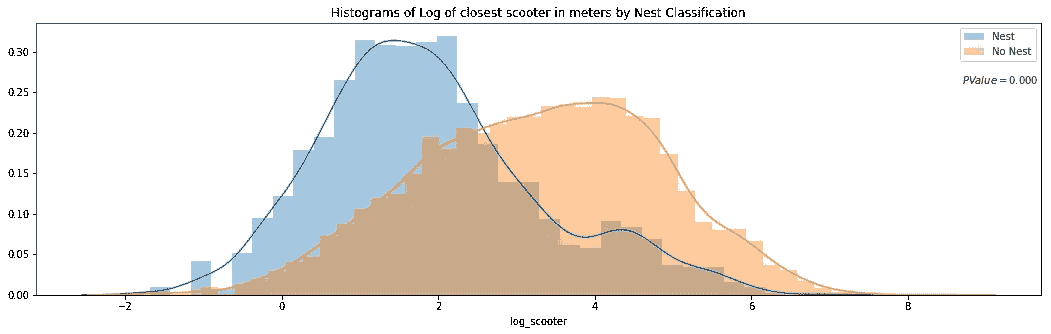 Histograms of Log of closest scooter in meters by Nest Classification
Nest
No Nest
PValue = 0.000
0.30
0.25
0.20
0.15
0.10
0.05
0.00
−2 0 2 4 6 8
log_scooter